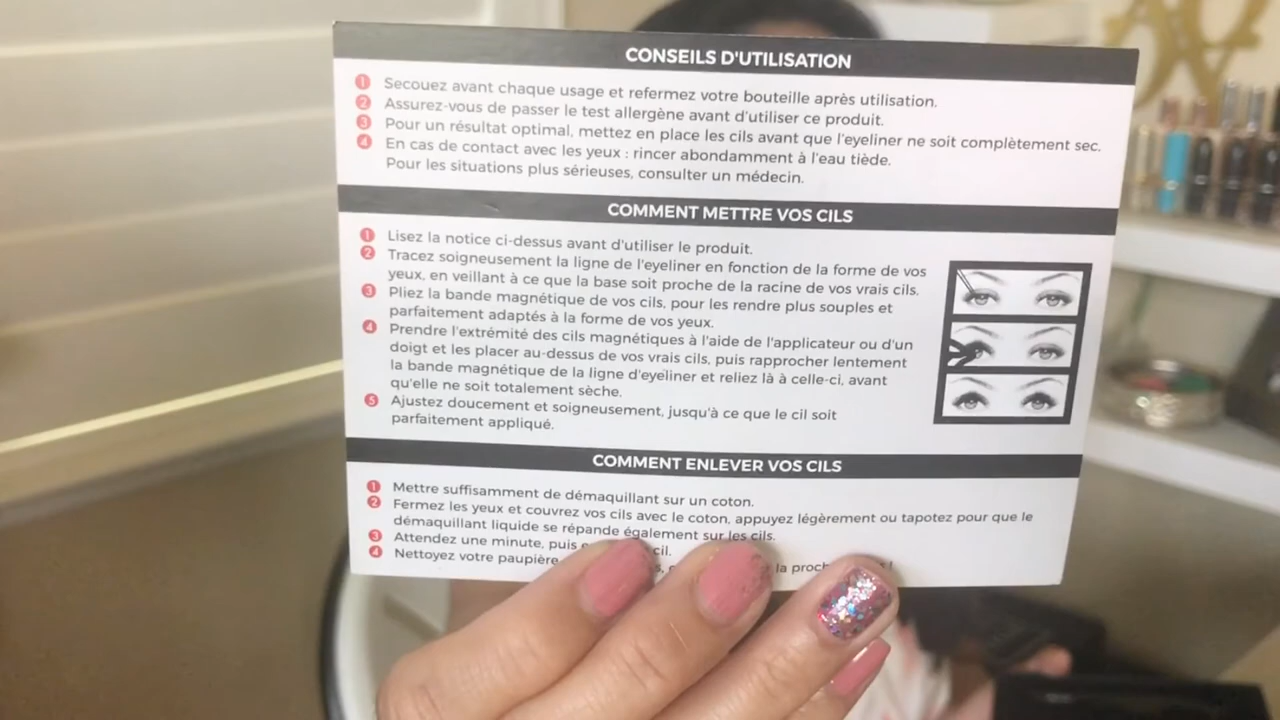 CONSEILS D'UTILISATION
1 Secouez avant chaque usage et refermez votre bouteille après utilisation.
2 Assurez-vous de passer le test allergène avant d'utiliser ce produit.
3 Pour un résultat optimal, mettez en place les cils avant que l'eyeliner ne soit complètement sec.
4 En cas de contact avec les yeux : rincer abondamment à l'eau tiède.
Pour les situations plus sérieuses, consulter un médecin.
COMMENT METTRE VOS CILS
1 Lisez la notice ci-dessus avant d'utiliser le produit.
2 Tracez soigneusement la ligne de l'eyeliner en fonction de la forme de vos
yeux, en veillant à ce que la base soit proche de la racine de vos vrais cils.
3 Pliez la bande magnétique de vos cils, pour les rendre plus souples et
parfaitement adaptés à la forme de vos yeux.
4 Prendre l'extrémité des cils magnétiques à l'aide de l'applicateur ou d'un
doigt et les placer au-dessus de vos vrais cils, puis rapprocher lentement
la bande magnétique de la ligne d'eyeliner et reliez là à celle-ci, avant
qu'elle ne soit totalement sèche.
5 Ajustez doucement et soigneusement, jusqu'à ce que le cil soit
parfaitement appliqué.
COMMENT ENLEVER VOS CILS
1 Mettre suffisamment de démaquillant sur un coton.
2 Fermez les yeux et couvrez vos cils avec le coton, appuyez légèrement ou tapotez pour que le
démaquillant liquide se répande également sur les cils.
3 Attendez une minute, puis cil.
4 Nettoyez votre paupière la